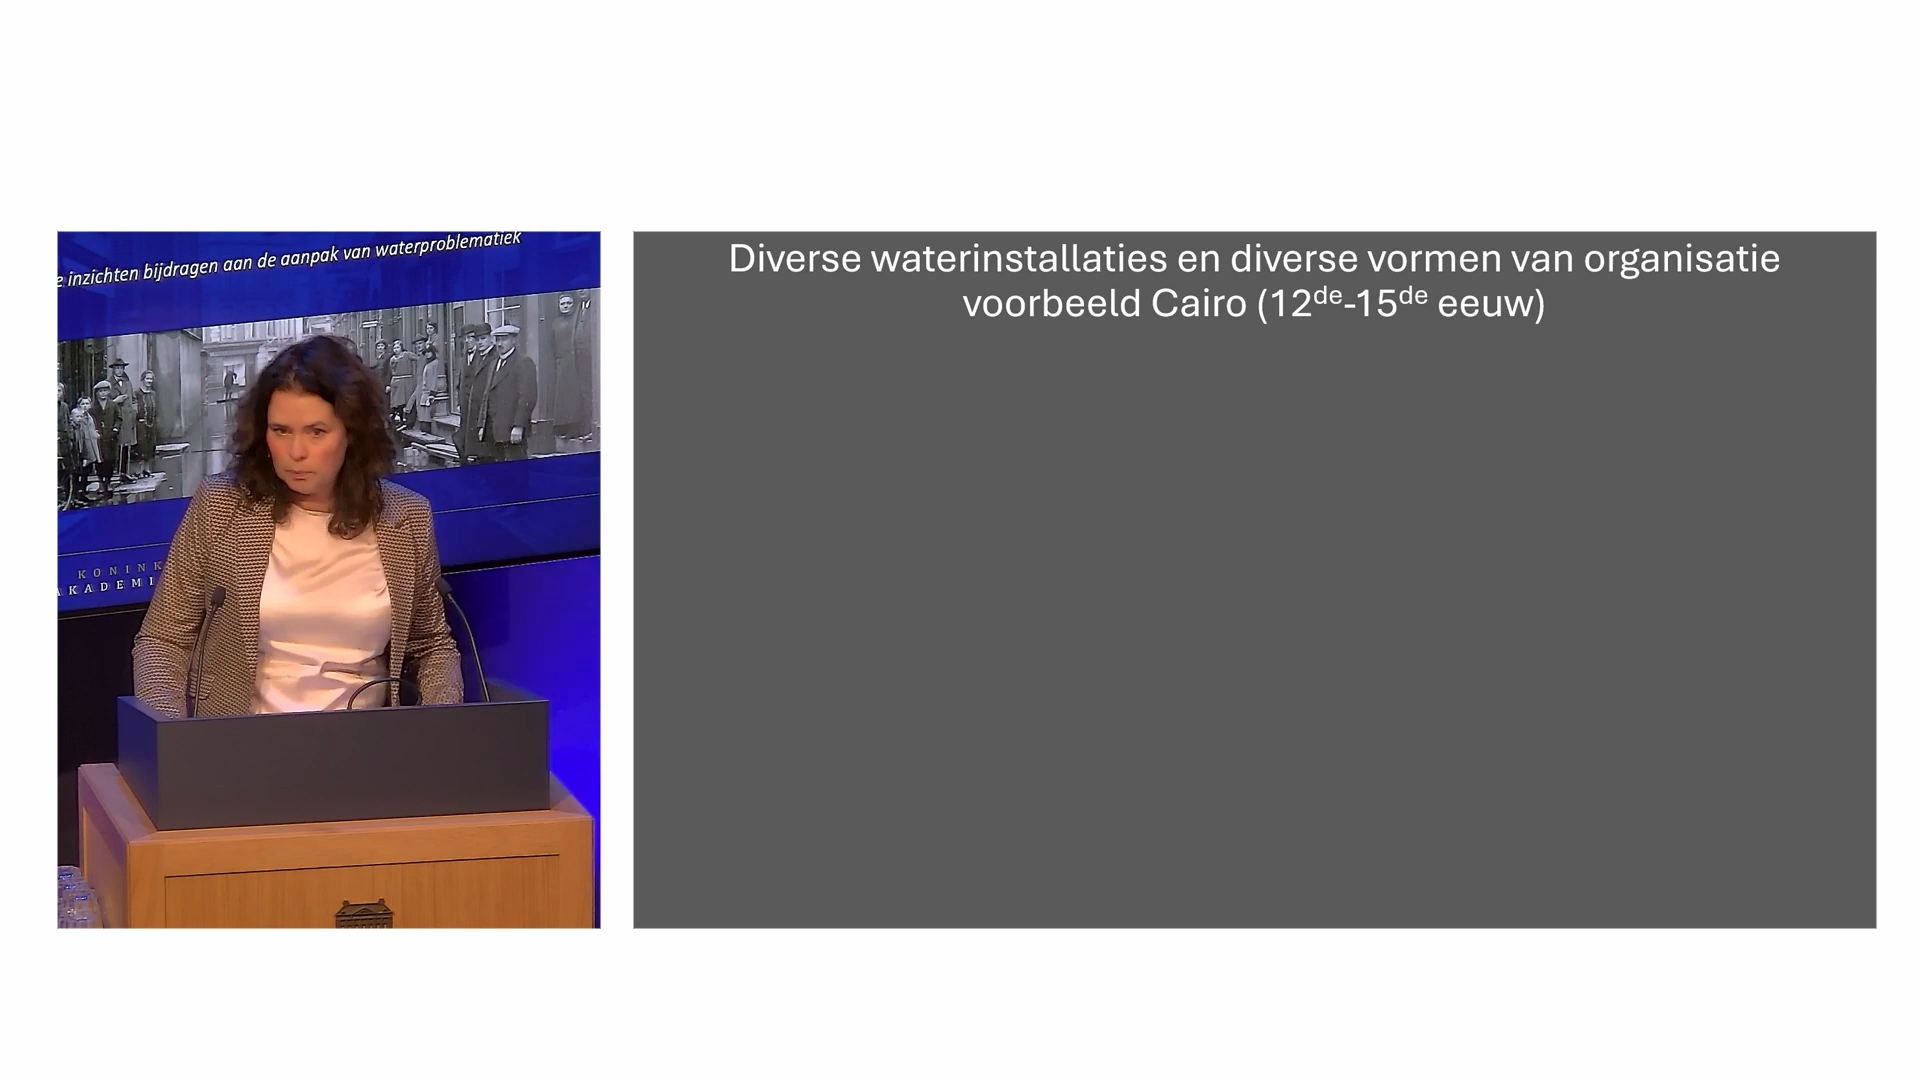 e inzichten bijdragen aan de aanpak van waterproblematiek
KONINK
AKADEMI
Diverse waterinstallaties en diverse vormen van organisatie
voorbeeld Cairo (12de-15de eeuw)